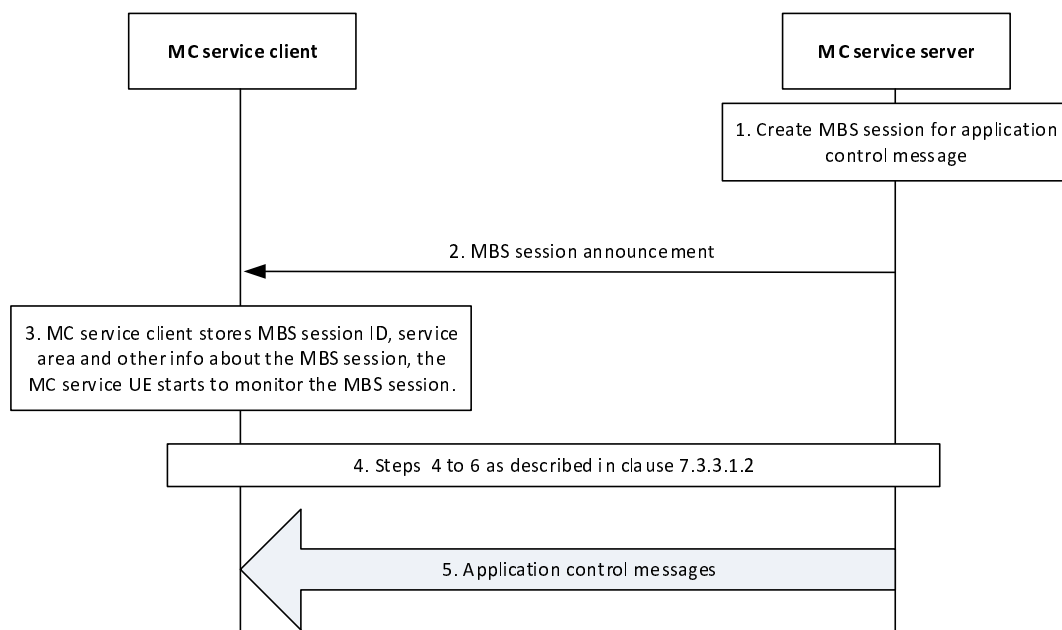 MC service client
MC service server
1. Create MBS session for application
control message
2. MBS session announcement
3. MC service client stores MBS session ID, service
area and other info about the MBS session, the
MC service UE starts to monitor the MBS session.
4. Steps 4 to 6 as described in clause 7.3.3.1.2
5. Application control messages